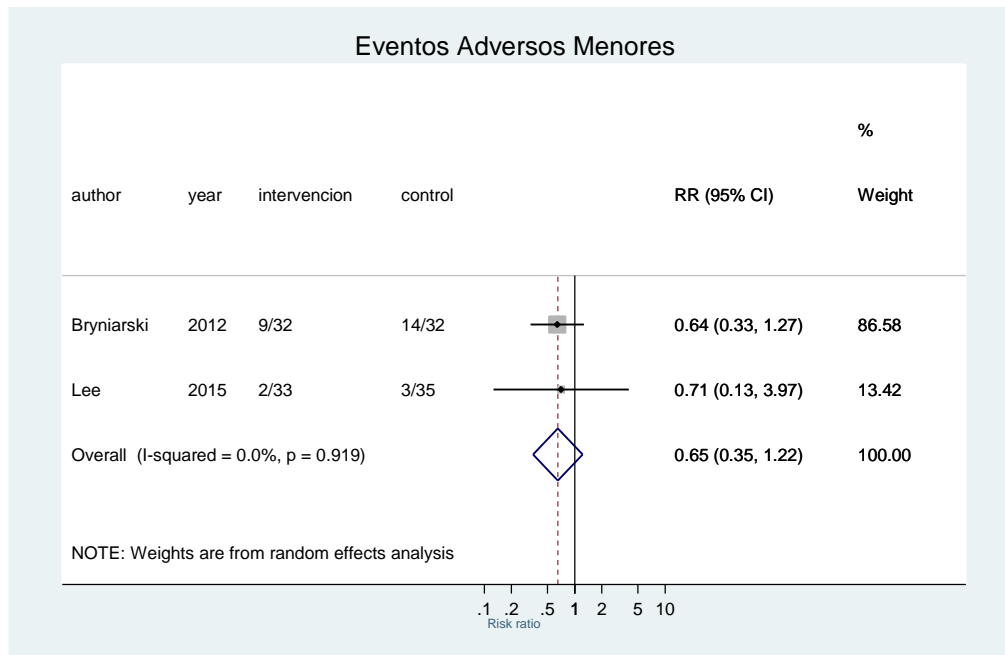 Eventos Adversos Menores
%
author year intervencion control RR (95% CI) Weight
Bryniarski 2012 9/32 14/32 0.64 (0.33, 1.27) 86.58
Lee 2015 2/33 3/35 0.71 (0.13, 3.97) 13.42
Overall (I-squared = 0.0%, p = 0.919) 0.65 (0.35, 1.22) 100.00
NOTE: Weights are from random effects analysis
.1 .2 .5 1 2 5 10
Risk ratio